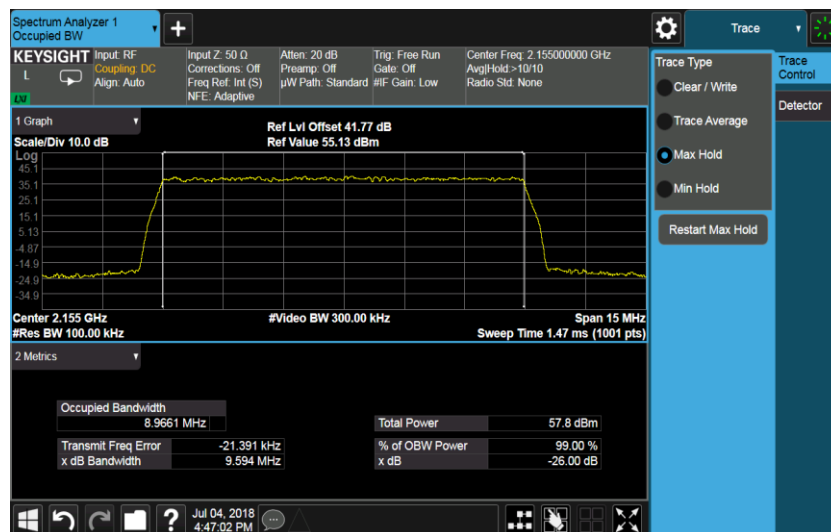 Spectrum Analyzer 1
Occupied BW
+
Trace
KEYSIGHT
L
LXI
Input: RF
Coupling: DC
Align: Auto
Input Z: 50 Ω
Corrections: Off
Freq Ref: Int (S)
NFE: Adaptive
Atten: 20 dB
Preamp: Off
µW Path: Standard
Trig: Free Run
Gate: Off
#IF Gain: Low
Center Freq: 2.155000000 GHz
Avg|Hold:>10/10
Radio Std: None
Trace Type
Clear / Write
Trace Average
Max Hold
Min Hold
Restart Max Hold
Trace
Control
Detector
1 Graph
Scale/Div 10.0 dB
Ref Lvl Offset 41.77 dB
Ref Value 55.13 dBm
Log
45.1
35.1
25.1
15.1
5.13
-4.87
-14.9
-24.9
-34.9
Center 2.155 GHz
#Res BW 100.00 kHz
#Video BW 300.00 kHz
Span 15 MHz
Sweep Time 1.47 ms (1001 pts)
2 Metrics
Occupied Bandwidth
8.9661 MHz
Total Power 57.8 dBm
Transmit Freq Error -21.391 kHz
% of OBW Power 99.00 %
x dB Bandwidth 9.594 MHz
x dB -26.00 dB
?
Jul 04, 2018
4:47:02 PM